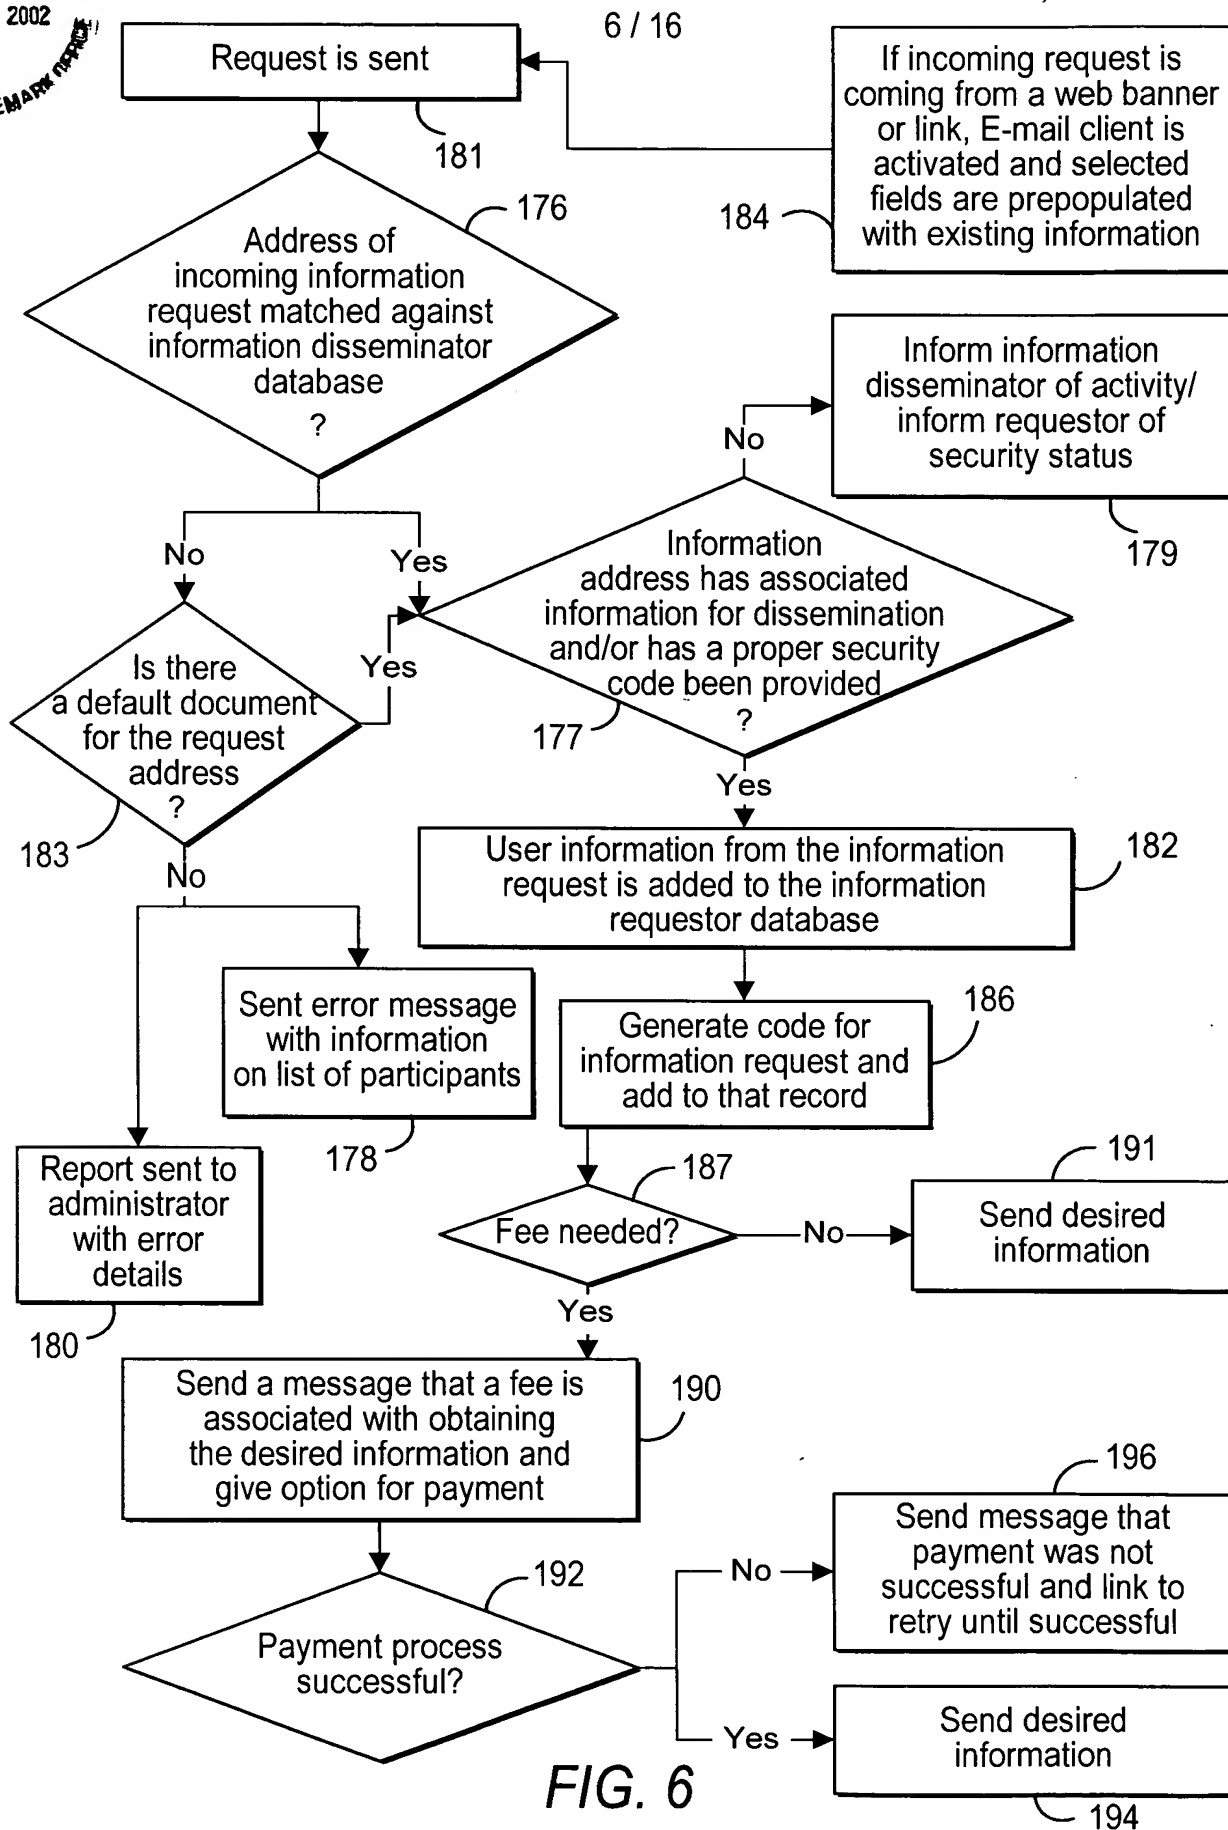 2002
EMARK OFFICE
6 / 16
Request is sent
181
If incoming request is
coming from a web banner
or link, E-mail client is
activated and selected
fields are prepopulated
with existing information
184
176
Address of
incoming information
request matched against
information disseminator
database
?
Inform information
disseminator of activity/
inform requestor of
security status
179
No
No
Yes
Information
address has associated
information for dissemination
and/or has a proper security
code been provided
?
177
Is there
a default document
for the request
address
?
183
Yes
Yes
No
User information from the information
request is added to the information
requestor database
182
Sent error message
with information
on list of participants
178
Generate code for
information request and
add to that record
186
Report sent to
administrator
with error
details
180
187
Fee needed?
No
191
Send desired
information
Yes
Send a message that a fee is
associated with obtaining
the desired information and
give option for payment
190
192
Payment process
successful?
No
196
Send message that
payment was not
successful and link to
retry until successful
Yes
Send desired
information
194
FIG. 6